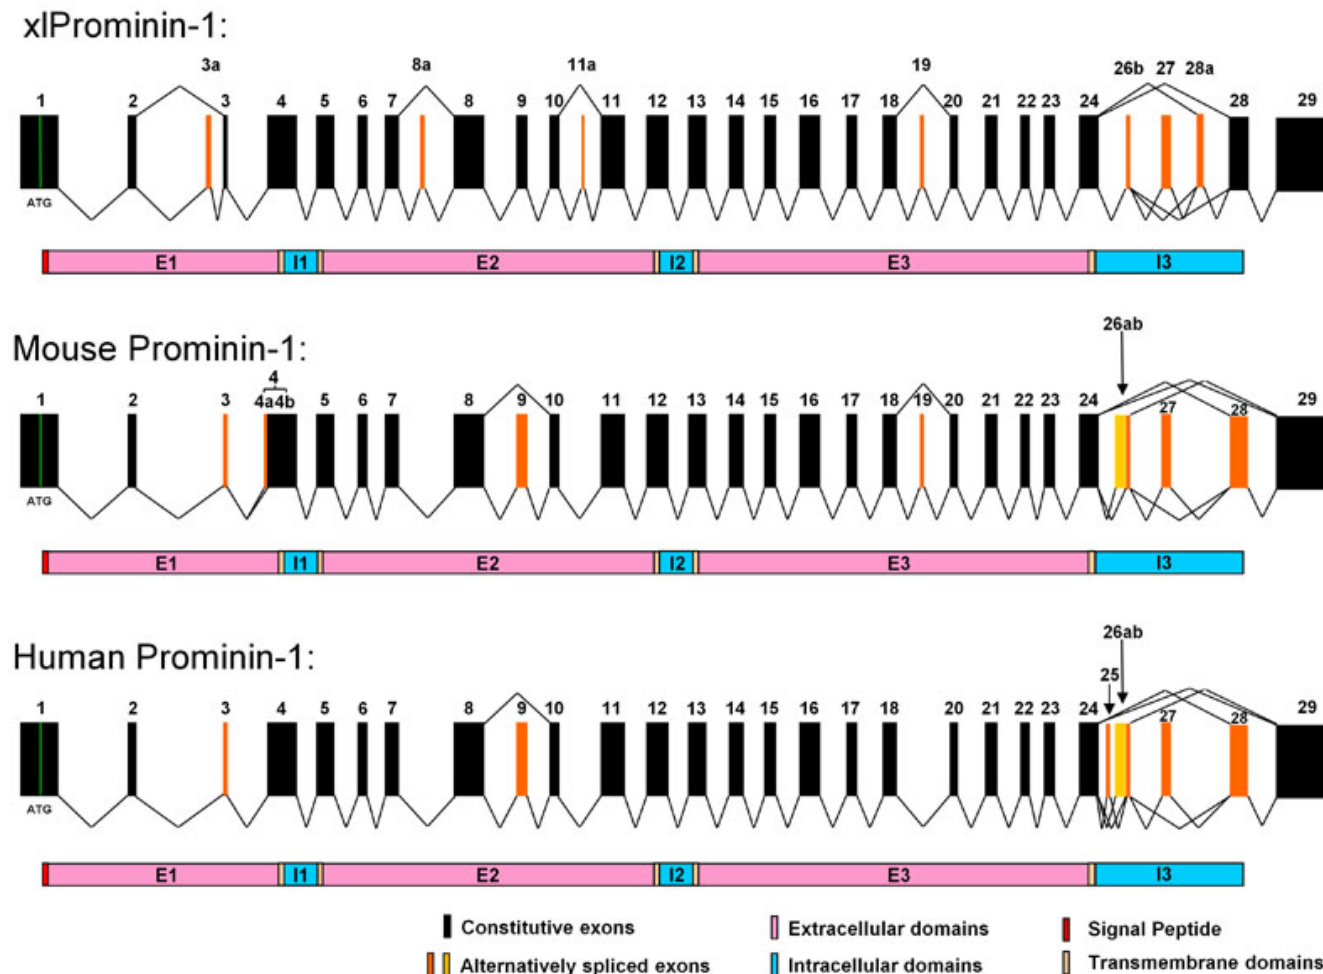 xlProminin-1:
3a 8a 11a 19 26b 27 28a
1 2 3 4 5 6 7 8 9 10 11 12 13 14 15 16 17 18 20 21 22 23 24 28 29
ATG
E1 I1 E2 I2 E3 I3
Mouse Prominin-1:
26ab
4
1 2 3 4a4b 5 6 7 8 9 10 11 12 13 14 15 16 17 18 19 20 21 22 23 24 27 28 29
ATG
E1 I1 E2 I2 E3 I3
Human Prominin-1:
26ab
25
1 2 3 4 5 6 7 8 9 10 11 12 13 14 15 16 17 18 20 21 22 23 24 27 28 29
ATG
E1 I1 E2 I2 E3 I3
Constitutive exons Extracellular domains Signal Peptide
Alternatively spliced exons Intracellular domains Transmembrane domains